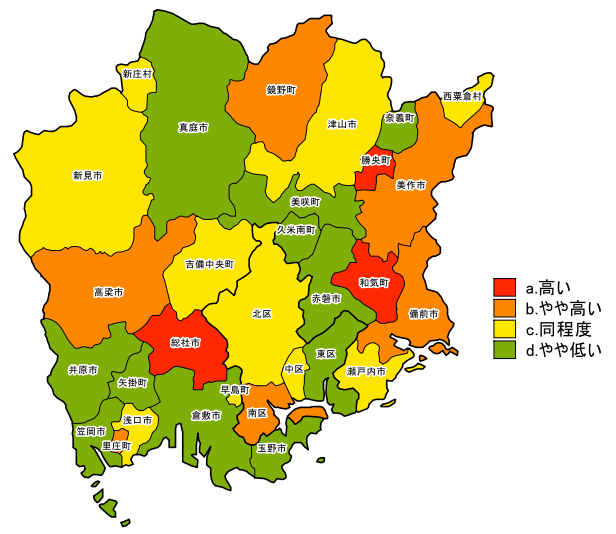 新庄村
鏡野町
西粟倉村
真庭市
津山市
奈義町
勝央町
新見市
美作市
美咲町
久米南町
吉備中央町
和気町
高梁市
赤磐市
北区
備前市
総社市
東区
井原市
中区
瀬戸内市
矢掛町
早島町
浅口市
倉敷市
南区
笠岡市
里庄町
玉野市
a.高い
b.やや高い
c.同程度
d.やや低い